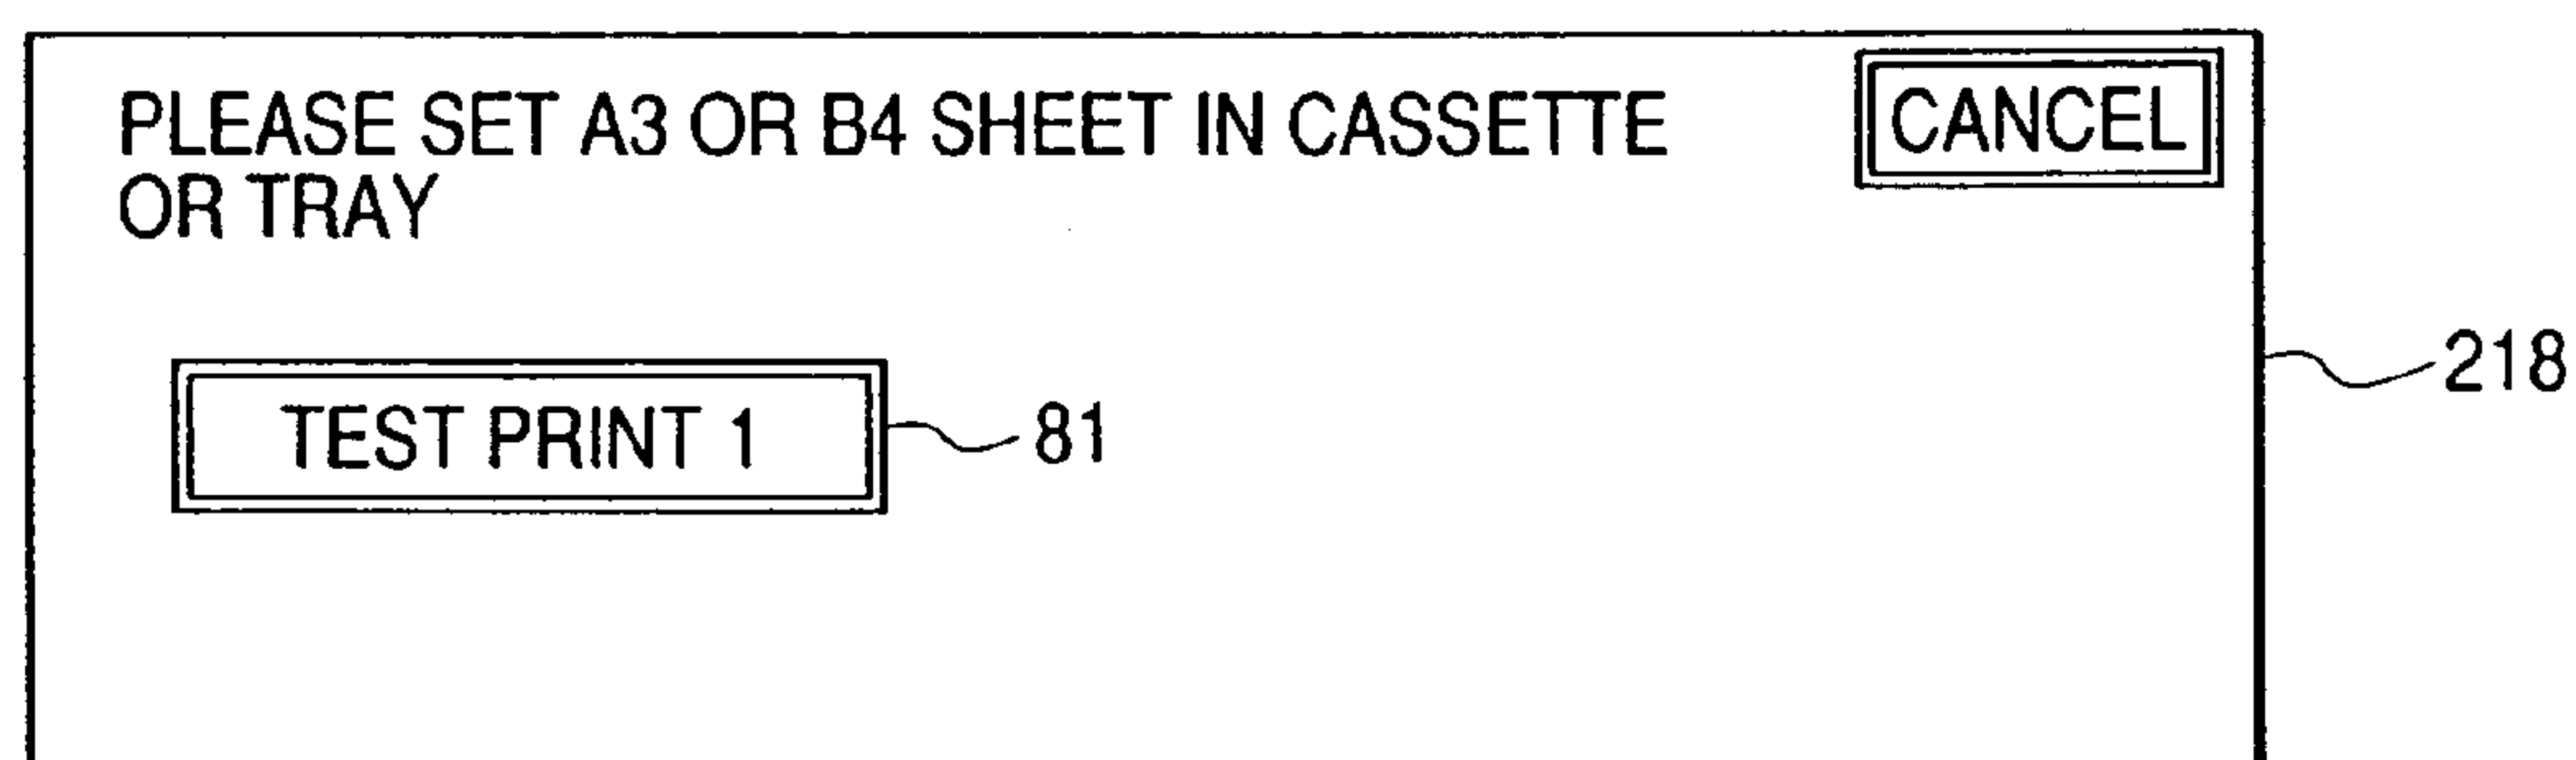 PLEASE SET A3 OR B4 SHEET IN CASSETTE
OR TRAY
CANCEL
218
TEST PRINT 1
81